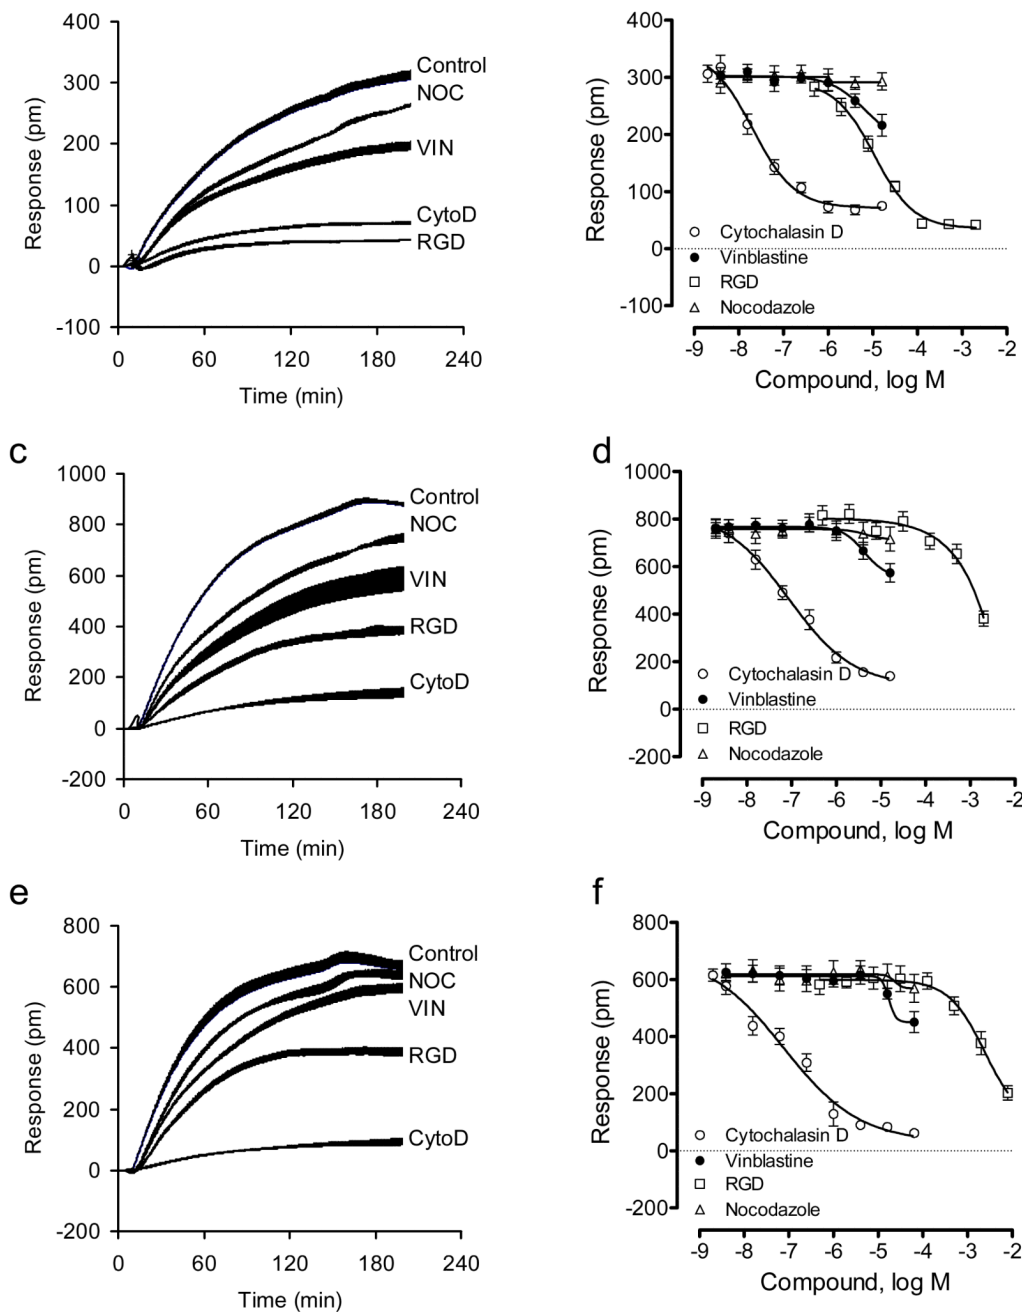 400
300
200
100
0
-100
Response (pm)
0 60 120 180 240
Time (min)
Control
NOC
VIN
CytoD
RGD
400
300
200
100
0
-100
Response (pm)
Cytochalasin D
Vinblastine
RGD
Nocodazole
-9 -8 -7 -6 -5 -4 -3 -2
Compound, log M
c
1000
800
600
400
200
0
-200
Response (pm)
0 60 120 180 240
Time (min)
Control
NOC
VIN
RGD
CytoD
d
1000
800
600
400
200
0
-200
Response (pm)
Cytochalasin D
Vinblastine
RGD
Nocodazole
-9 -8 -7 -6 -5 -4 -3 -2
Compound, log M
e
800
600
400
200
0
-200
Response (pm)
0 60 120 180 240
Time (min)
Control
NOC
VIN
RGD
CytoD
f
800
600
400
200
0
-200
Response (pm)
Cytochalasin D
Vinblastine
RGD
Nocodazole
-9 -8 -7 -6 -5 -4 -3 -2
Compound, log M